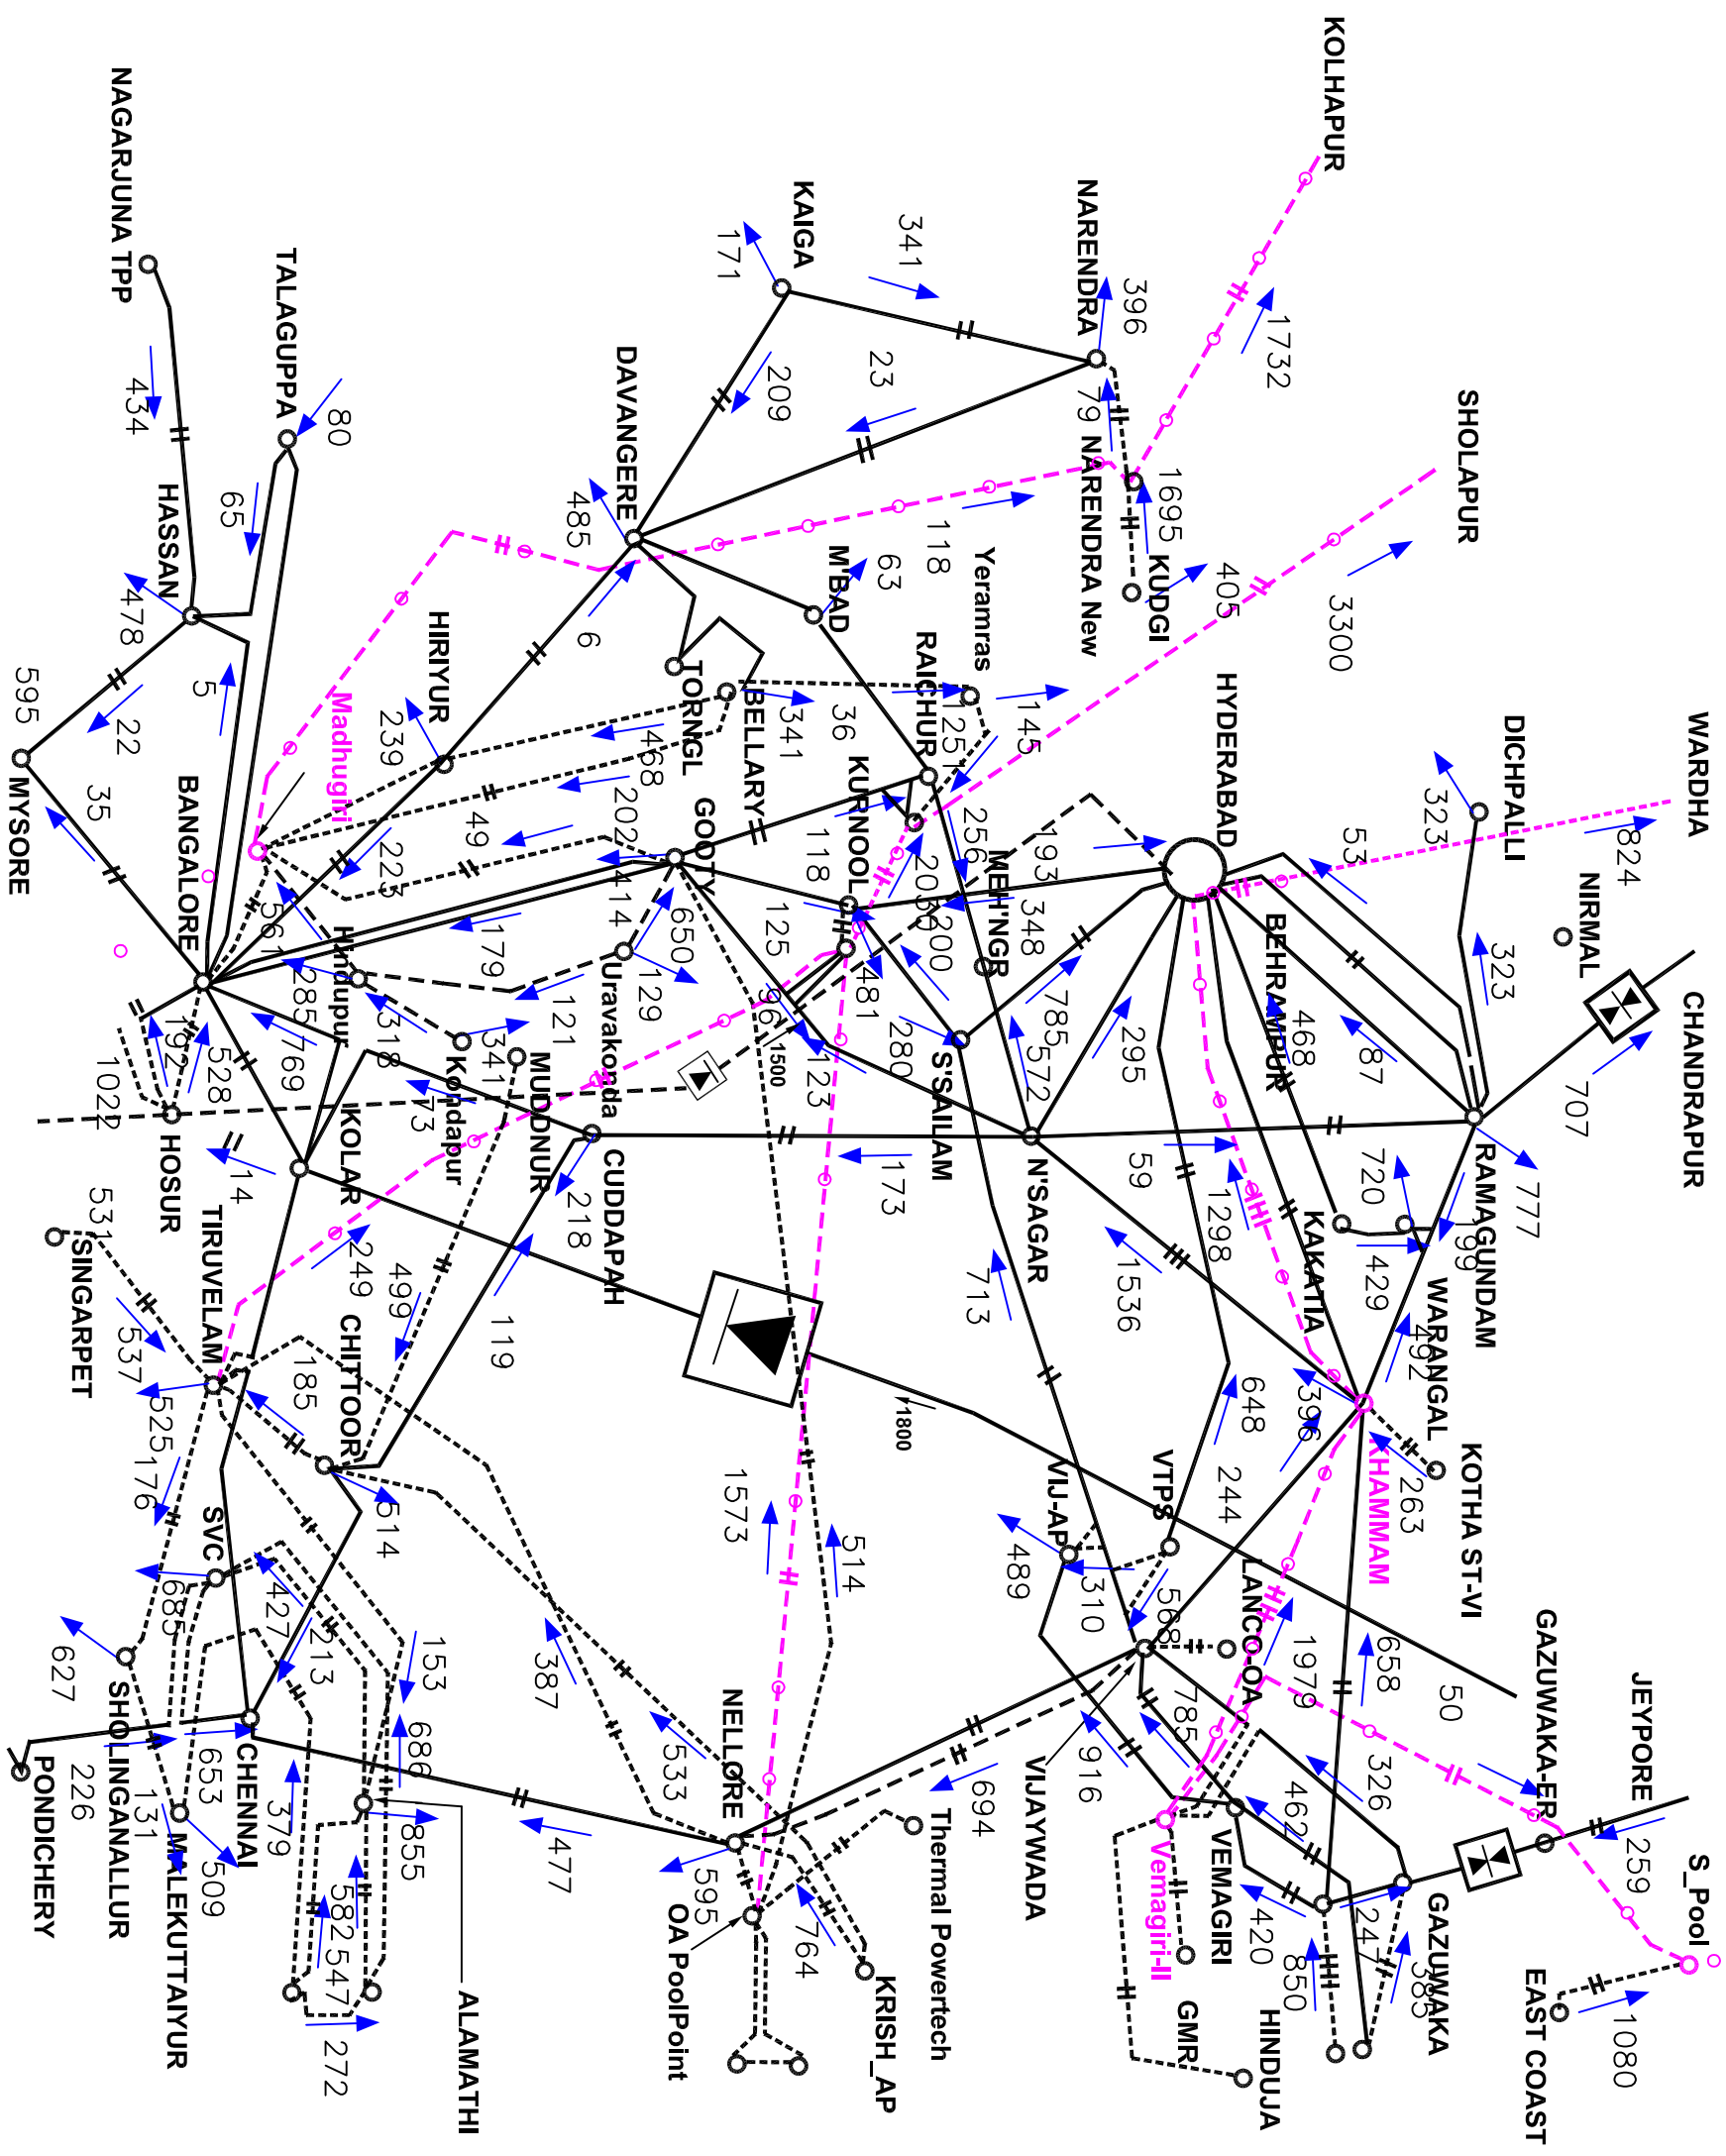 KOLHAPUR
SHOLAPUR
WARDHA
CHANDRAPUR
NIRMAL
DICHPALLI
824
323
323
707
777
53
87
3300
1732
NARENDRA
396
79
NARENDRA New
1695
KUDGI
405
KAIGA
171
341
23
209
DAVANGERE
485
6
118
M'BAD
63
Yeramras
RAICHUR
1251
145
36
341
BELLARY
TORNGL
468
HYDERABAD
BEHRAMPUR
468
MEH'NGR
193
256
348
KURNOOL
118
2030
200
481
125
96
280
785
295
572
123
1500
S'SAILAM
N'SAGAR
59
1298
1536
173
713
RAMAGUNDAM
199
720
429
WARANGAL
492
KAKATIA
396
KHAMMAM
263
KOTHA ST-VI
648
244
VTPS
VIJ-AP
489
310
568
LANCO-OA
1979
658
50
GAZUWAKA-ER
JEYPORE
259
S_Pool
EAST COAST
1080
326
462
785
916
VIJAYWADA
VEMAGIRI
Vemagiri-II
420
247
385
850
GAZUWAKA
HINDUJA
GMR
694
Thermal Powertech
KRISH_AP
764
OA PoolPoint
595
NELLORE
533
387
477
514
1573
1800
GOOTY
202
414
650
129
Uravakonda
179
121
49
223
HIRIYUR
239
Madhugiri
561
Hindupur
285
318
341
Kondapur
73
MUDDNUR
CUDDAPAH
218
119
499
249
KOLAR
769
528
192
1022
HOSUR
14
BANGALORE
35
MYSORE
595
22
5
478
HASSAN
65
80
TALAGUPPA
434
NAGARJUNA TPP
TIRUVELAM
531
SINGARPET
537
525
176
185
CHITTOOR
514
SVC
685
427
213
153
686
627
SHOLINGANALLUR
653
131
226
PONDICHERY
CHENNAI
379
855
582
547
272
509
MALEKUTTAIYUR
ALAMATHI